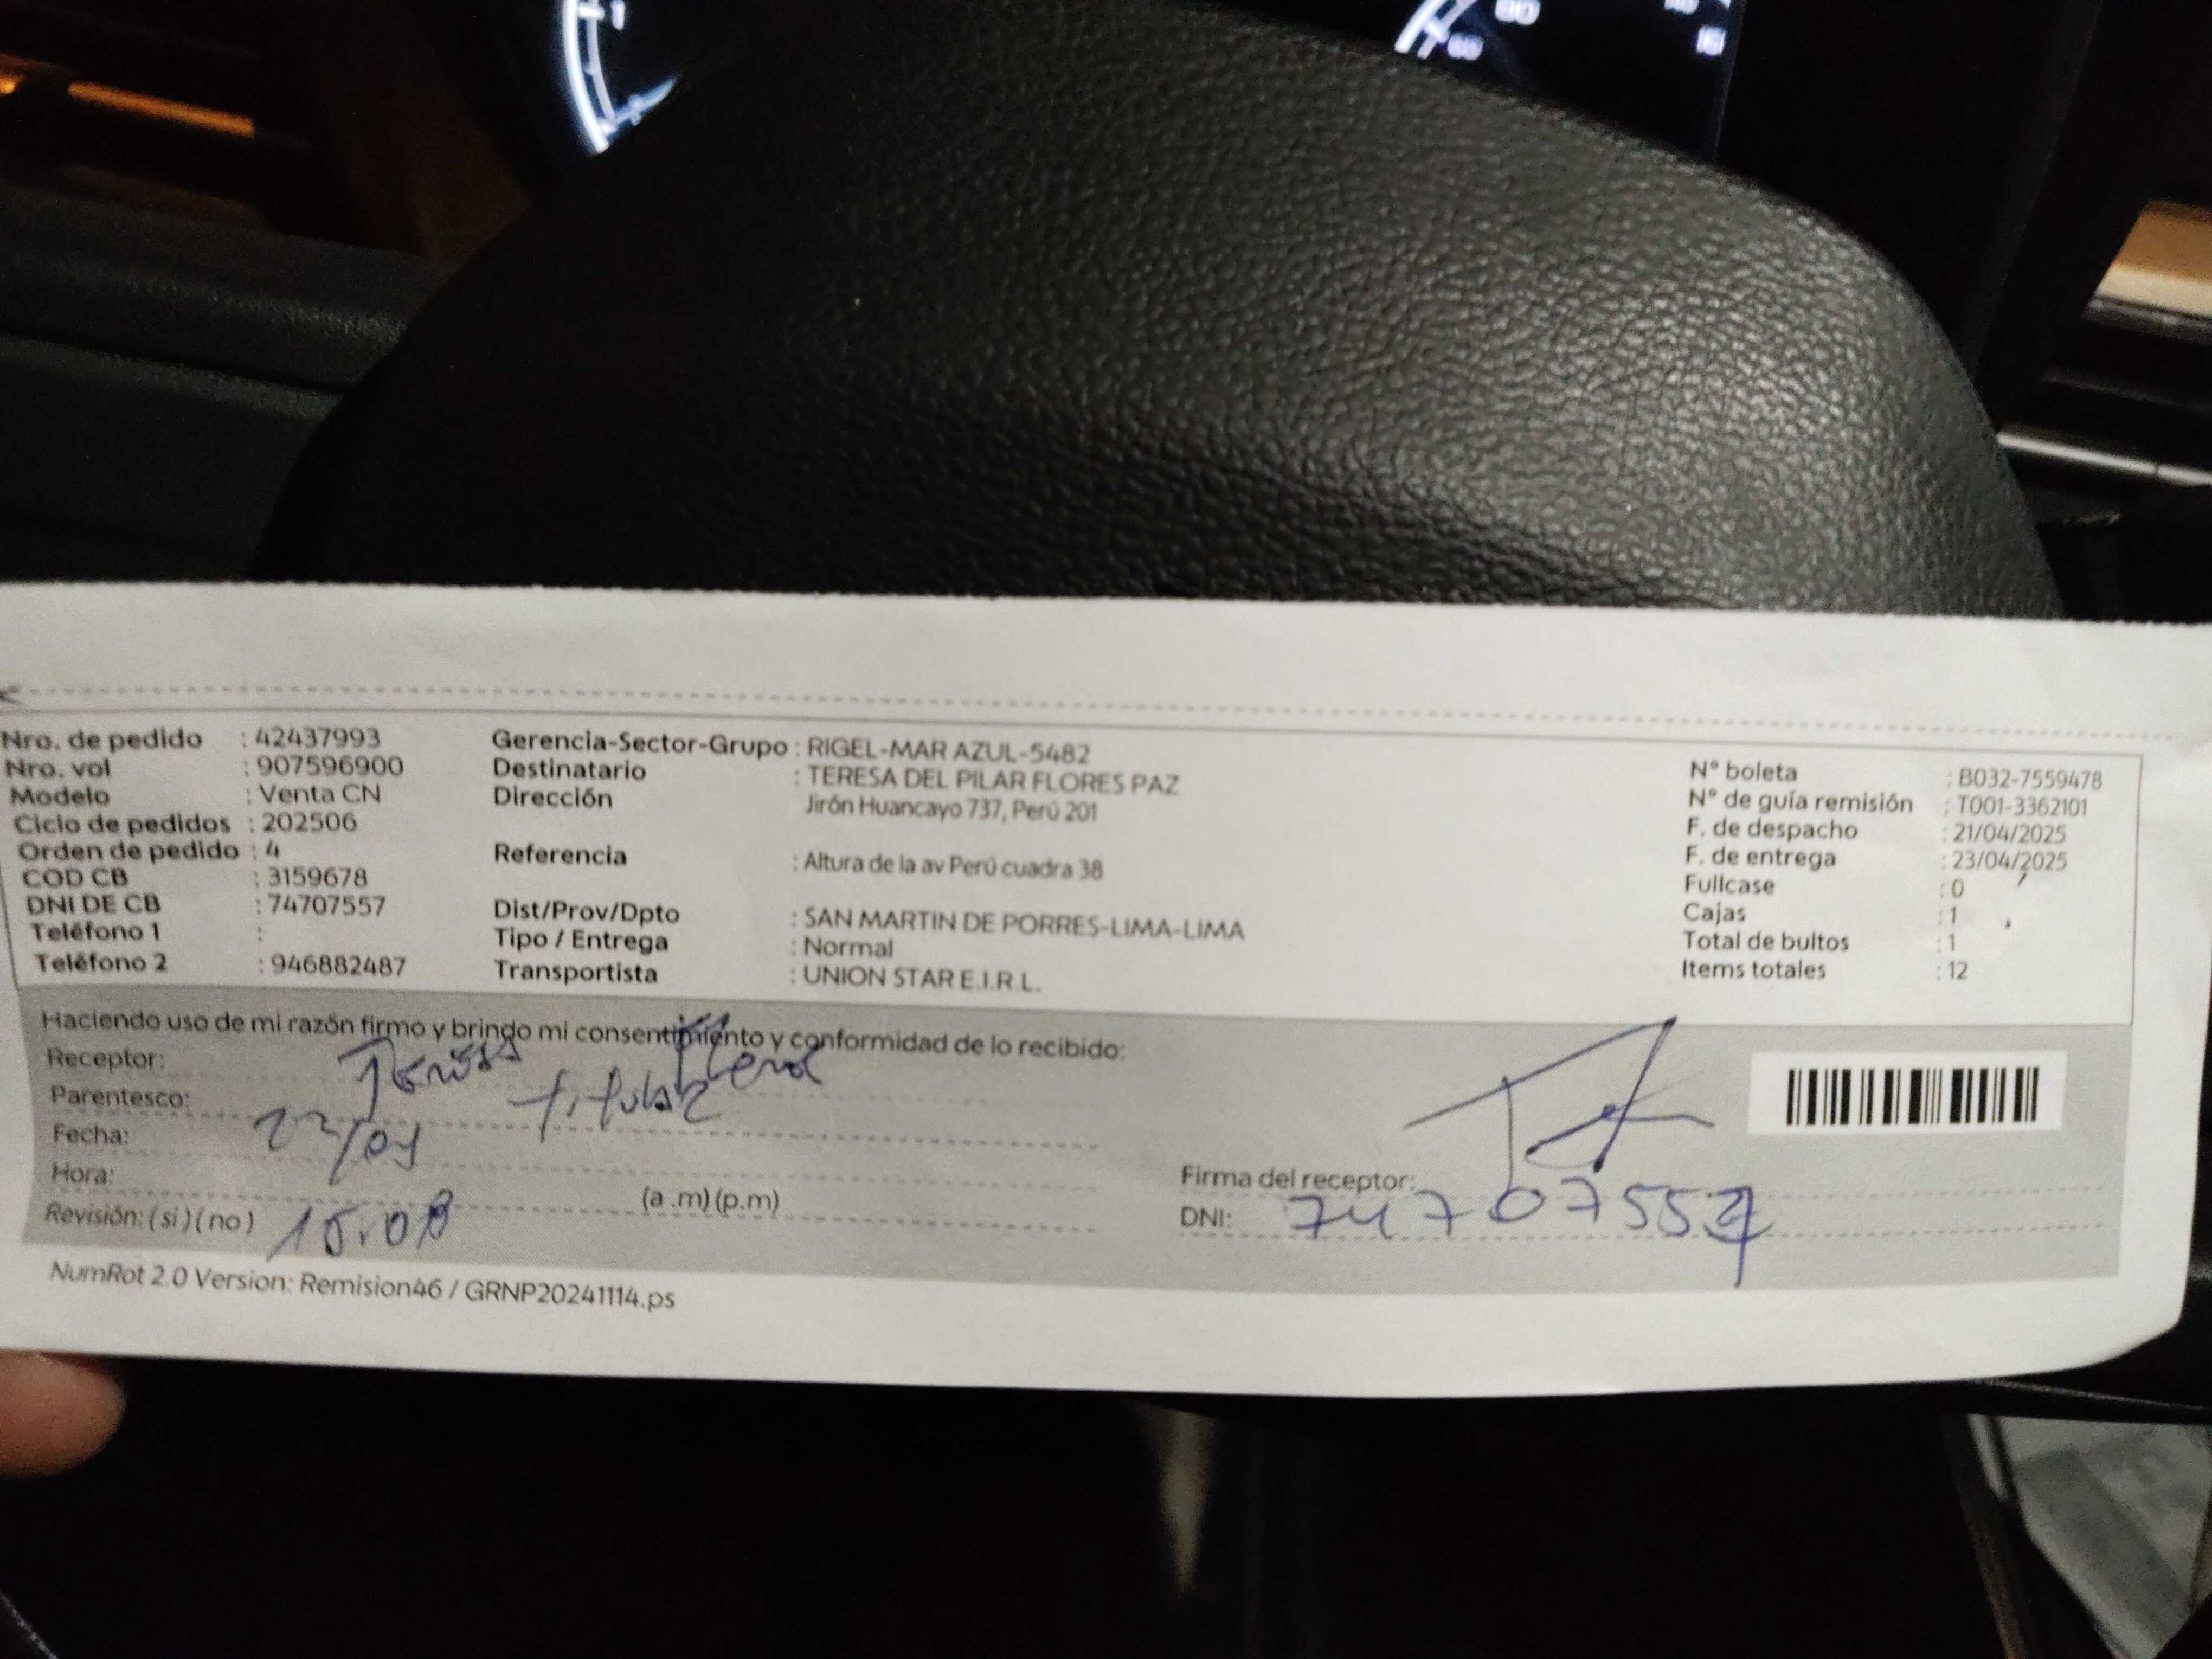 1
80
60
Nro. de pedido : 42437993
Nro. vol : 907596900
Modelo : Venta CN
Ciclo de pedidos : 202506
Orden de pedido : 4
COD CB : 3159678
DNI DE CB : 74707557
Teléfono 1 :
Teléfono 2 : 946882487
Gerencia-Sector-Grupo : RIGEL-MAR AZUL-5482
Destinatario : TERESA DEL PILAR FLORES PAZ
Dirección Jirón Huancayo 737, Perú 201
Referencia : Altura de la av Perú cuadra 38
Dist/Prov/Dpto : SAN MARTIN DE PORRES-LIMA-LIMA
Tipo / Entrega : Normal
Transportista : UNION STAR E.I.R.L.
N° boleta : B032-7559478
N° de guía remisión : T001-3362101
F. de despacho : 21/04/2025
F. de entrega : 23/04/2025
Fullcase : 0
Cajas : 1
Total de bultos : 1
Items totales : 12
Haciendo uso de mi razón firmo y brindo mi consentimiento y conformidad de lo recibido:
Receptor: Teresa
Parentesco: titular
Fecha:
Hora: (a .m) (p.m)
Revisión: ( si ) ( no ) 15:08
Firma del receptor:
DNI: 74707557
NumRot 2.0 Version: Remision46 / GRNP20241114.ps